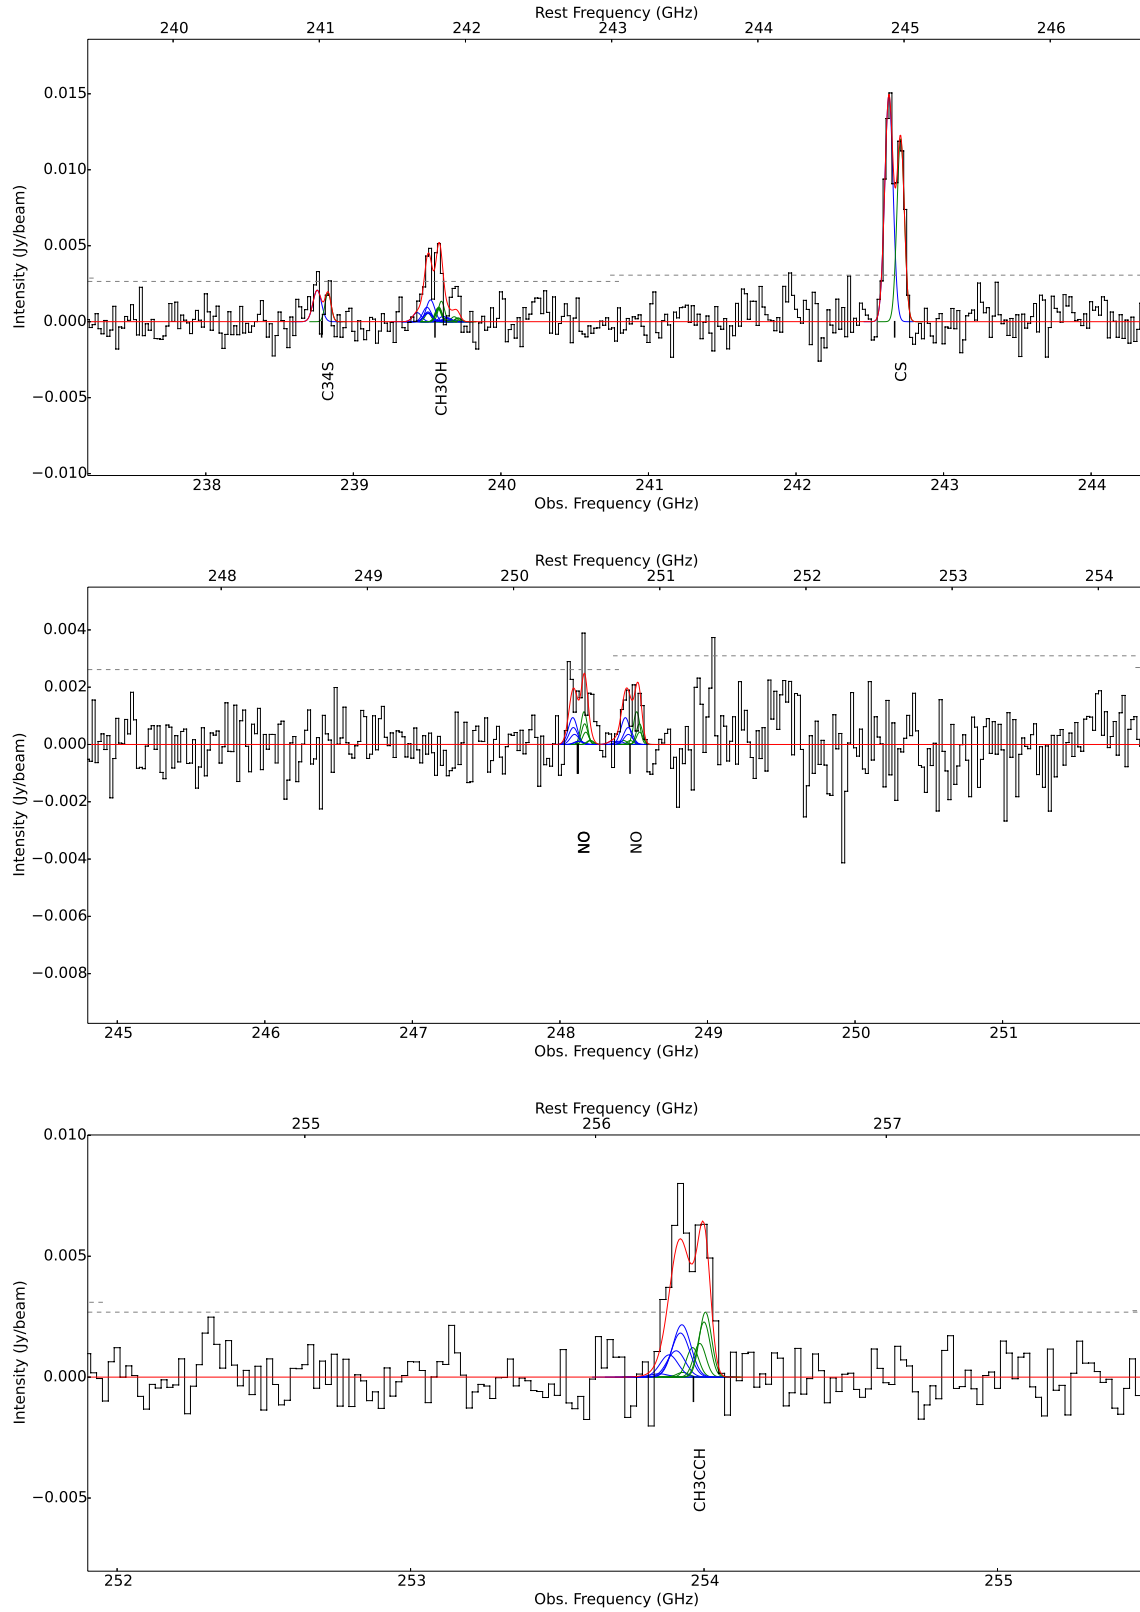 Rest Frequency (GHz)
240 241 242 243 244 245 246
0.015
0.010
0.005
0.000
−0.005
−0.010
Intensity (Jy/beam)
C34S
CH3OH
CS
238 239 240 241 242 243 244
Obs. Frequency (GHz)
Rest Frequency (GHz)
248 249 250 251 252 253 254
0.004
0.002
0.000
−0.002
−0.004
−0.006
−0.008
Intensity (Jy/beam)
NO
NO
245 246 247 248 249 250 251
Obs. Frequency (GHz)
Rest Frequency (GHz)
255 256 257
0.010
0.005
0.000
−0.005
Intensity (Jy/beam)
CH3CCH
252 253 254 255
Obs. Frequency (GHz)